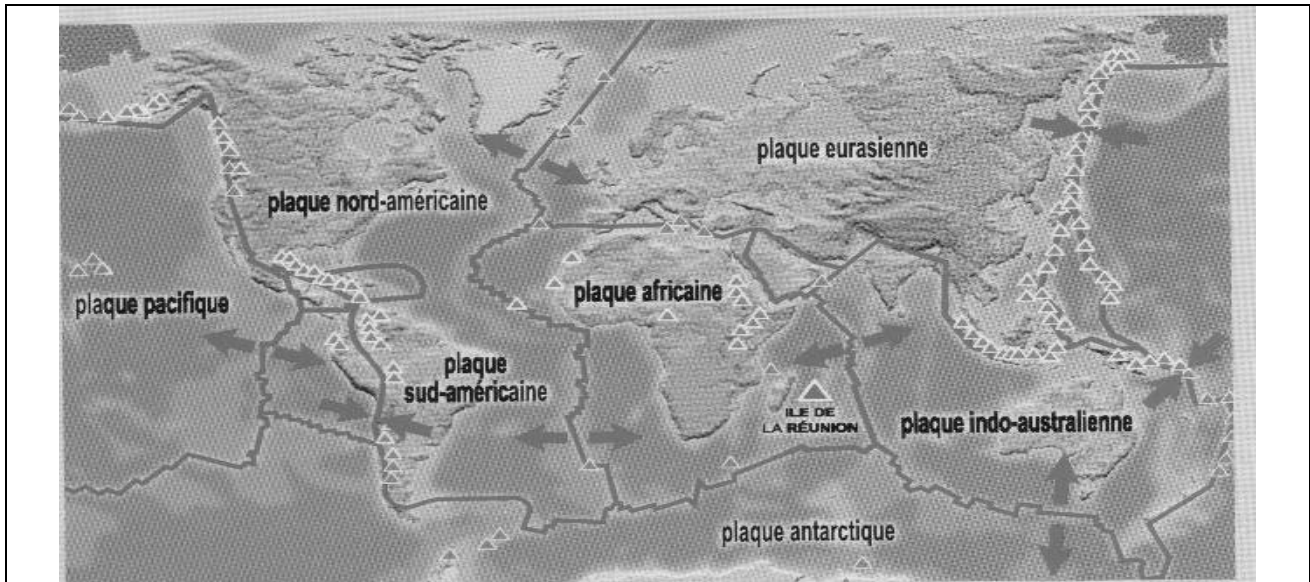 plaque eurasienne
plaque nord-américaine
plaque pacifique
plaque africaine
plaque
sud-américaine
ILE DE
LA RÉUNION
plaque indo-australienne
plaque antarctique